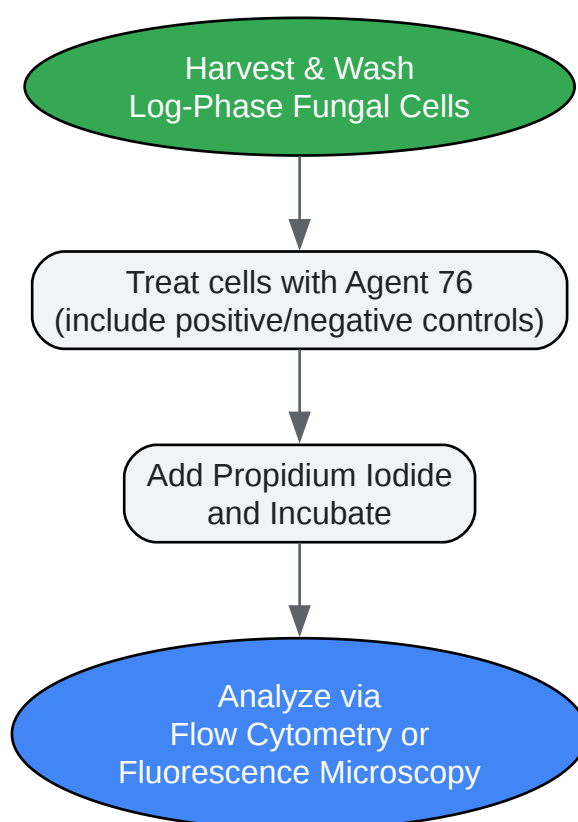 Harvest & Wash
Log-Phase Fungal Cells
Treat cells with Agent 76
(include positive/negative controls)
Add Propidium Iodide
and Incubate
Analyze via
Flow Cytometry or
Fluorescence Microscopy